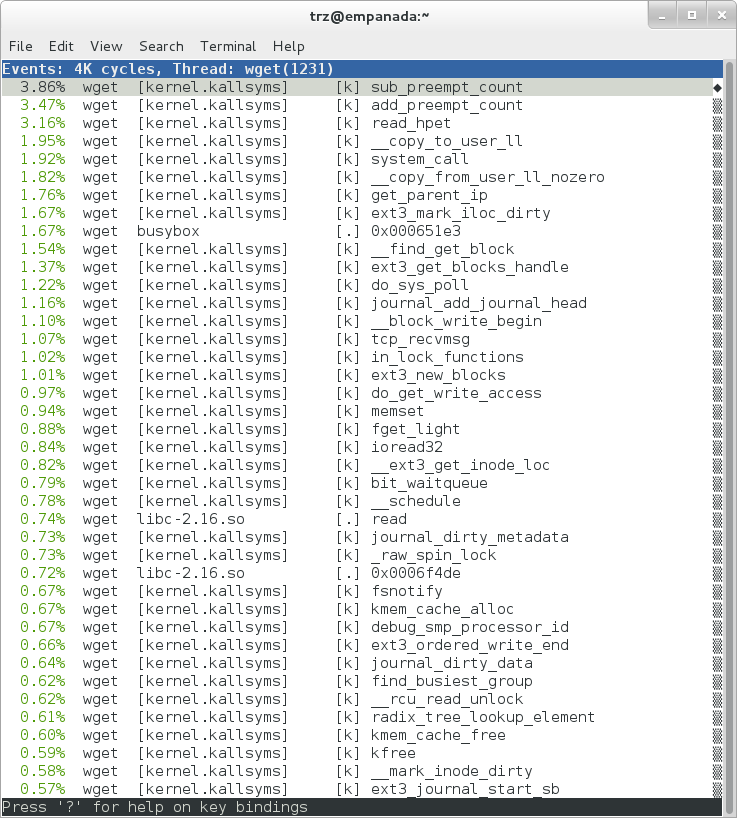 trz@empanada:~
File Edit View Search Terminal Help
Events: 4K cycles, Thread: wget(1231)
3.86% wget [kernel.kallsyms] [k] sub_preempt_count
3.47% wget [kernel.kallsyms] [k] add_preempt_count
3.16% wget [kernel.kallsyms] [k] read_hpet
1.95% wget [kernel.kallsyms] [k] __copy_to_user_ll
1.92% wget [kernel.kallsyms] [k] system_call
1.82% wget [kernel.kallsyms] [k] __copy_from_user_ll_nozero
1.76% wget [kernel.kallsyms] [k] get_parent_ip
1.67% wget [kernel.kallsyms] [k] ext3_mark_iloc_dirty
1.67% wget busybox [.] 0x000651e3
1.54% wget [kernel.kallsyms] [k] __find_get_block
1.37% wget [kernel.kallsyms] [k] ext3_get_blocks_handle
1.22% wget [kernel.kallsyms] [k] do_sys_poll
1.16% wget [kernel.kallsyms] [k] journal_add_journal_head
1.10% wget [kernel.kallsyms] [k] __block_write_begin
1.07% wget [kernel.kallsyms] [k] tcp_recvmsg
1.02% wget [kernel.kallsyms] [k] in_lock_functions
1.01% wget [kernel.kallsyms] [k] ext3_new_blocks
0.97% wget [kernel.kallsyms] [k] do_get_write_access
0.94% wget [kernel.kallsyms] [k] memset
0.88% wget [kernel.kallsyms] [k] fget_light
0.84% wget [kernel.kallsyms] [k] ioread32
0.82% wget [kernel.kallsyms] [k] __ext3_get_inode_loc
0.79% wget [kernel.kallsyms] [k] bit_waitqueue
0.78% wget [kernel.kallsyms] [k] __schedule
0.74% wget libc-2.16.so [.] read
0.73% wget [kernel.kallsyms] [k] journal_dirty_metadata
0.73% wget [kernel.kallsyms] [k] _raw_spin_lock
0.72% wget libc-2.16.so [.] 0x0006f4de
0.67% wget [kernel.kallsyms] [k] fsnotify
0.67% wget [kernel.kallsyms] [k] kmem_cache_alloc
0.67% wget [kernel.kallsyms] [k] debug_smp_processor_id
0.66% wget [kernel.kallsyms] [k] ext3_ordered_write_end
0.64% wget [kernel.kallsyms] [k] journal_dirty_data
0.62% wget [kernel.kallsyms] [k] find_busiest_group
0.62% wget [kernel.kallsyms] [k] __rcu_read_unlock
0.61% wget [kernel.kallsyms] [k] radix_tree_lookup_element
0.60% wget [kernel.kallsyms] [k] kmem_cache_free
0.59% wget [kernel.kallsyms] [k] kfree
0.58% wget [kernel.kallsyms] [k] __mark_inode_dirty
0.57% wget [kernel.kallsyms] [k] ext3_journal_start_sb
Press '?' for help on key bindings